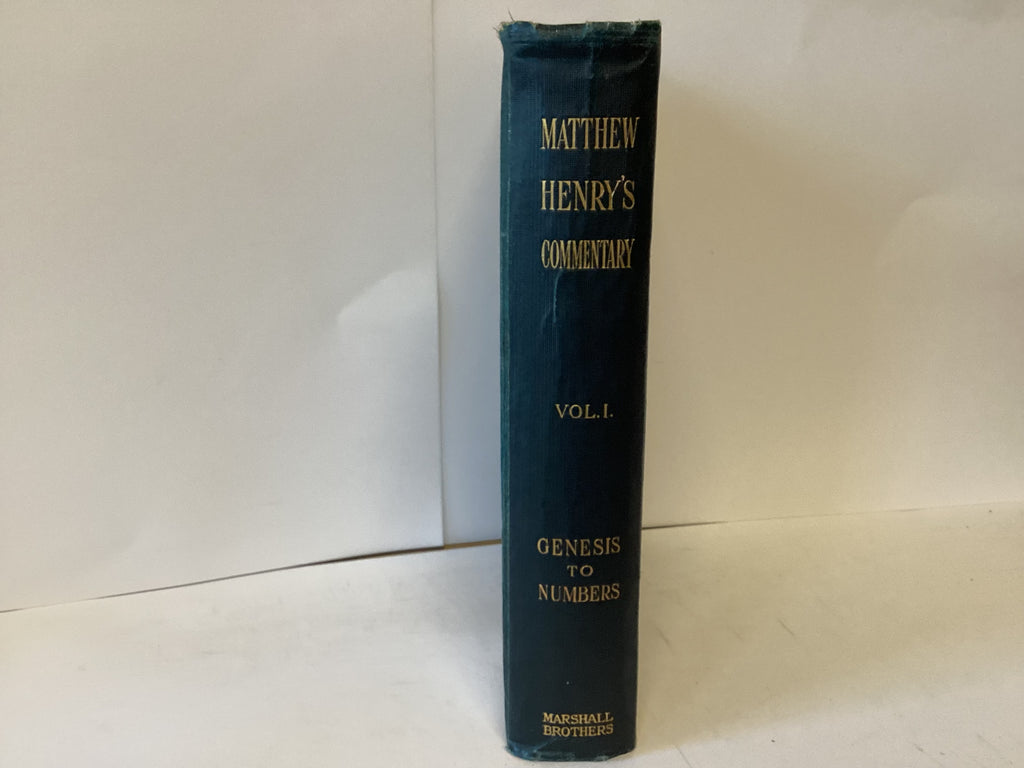 MATTHEW
HENRY'S
COMMENTARY
VOL. I.
GENESIS
TO
NUMBERS
MARSHALL
BROTHERS